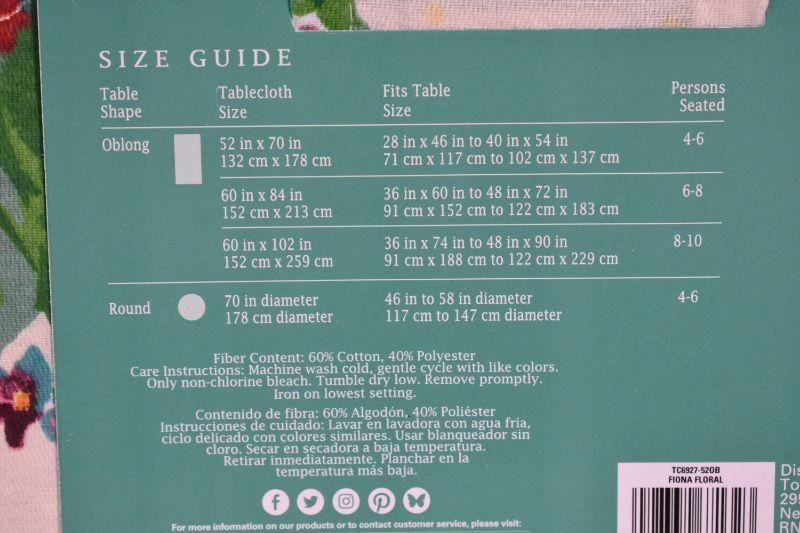 SIZE GUIDE
Table Shape Tablecloth Size Fits Table Size Persons Seated
Oblong 52 in x 70 in 28 in x 46 in to 40 in x 54 in 4-6
132 cm x 178 cm 71 cm x 117 cm to 102 cm x 137 cm
60 in x 84 in 36 in x 60 in to 48 in x 72 in 6-8
152 cm x 213 cm 91 cm x 152 cm to 122 cm x 183 cm
60 in x 102 in 36 in x 74 in to 48 in x 90 in 8-10
152 cm x 259 cm 91 cm x 188 cm to 122 cm x 229 cm
Round 70 in diameter 46 in to 58 in diameter 4-6
178 cm diameter 117 cm to 147 cm diameter
Fiber Content: 60% Cotton, 40% Polyester
Care Instructions: Machine wash cold, gentle cycle with like colors.
Only non-chlorine bleach. Tumble dry low. Remove promptly.
Iron on lowest setting.
Contenido de fibra: 60% Algodón, 40% Poliéster
Instrucciones de cuidado: Lavar en lavadora con agua fría,
ciclo delicado con colores similares. Usar blanqueador sin
cloro. Secar en secadora a baja temperatura.
Retirar inmediatamente. Planchar en la
temperatura más baja.
For more information on our products or to contact customer service, please visit:
TC6927-52OB
FIONA FLORAL
Dis
To
295
Ne
RN